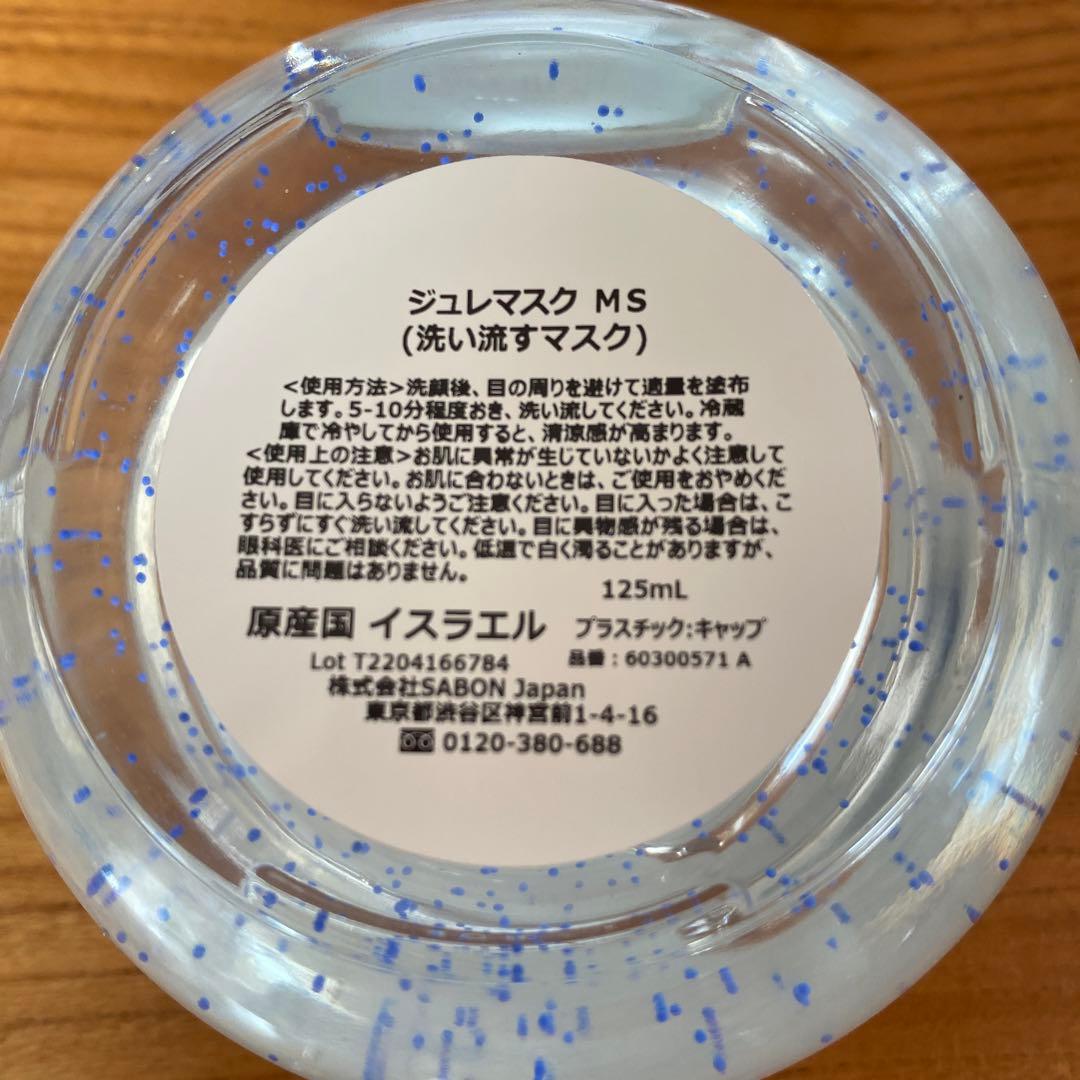 ジュレマスク MS
(洗い流すマスク)
<使用方法>洗顔後、目の周りを避けて適量を塗布
します。5-10分程度おき、洗い流してください。冷蔵
庫で冷やしてから使用すると、清涼感が高まります。
<使用上の注意>お肌に異常が生じていないかよく注意して
使用してください。お肌に合わないときは、ご使用をおやめくだ
さい。目に入らないようご注意ください。目に入った場合は、こ
すらずにすぐ洗い流してください。目に異物感が残る場合は、
眼科医にご相談ください。低温で白く濁ることがありますが、
品質に問題はありません。
125mL
原産国 イスラエル プラスチック:キャップ
Lot T2204166784 品番：60300571 A
株式会社SABON Japan
東京都渋谷区神宮前1-4-16
0120-380-688